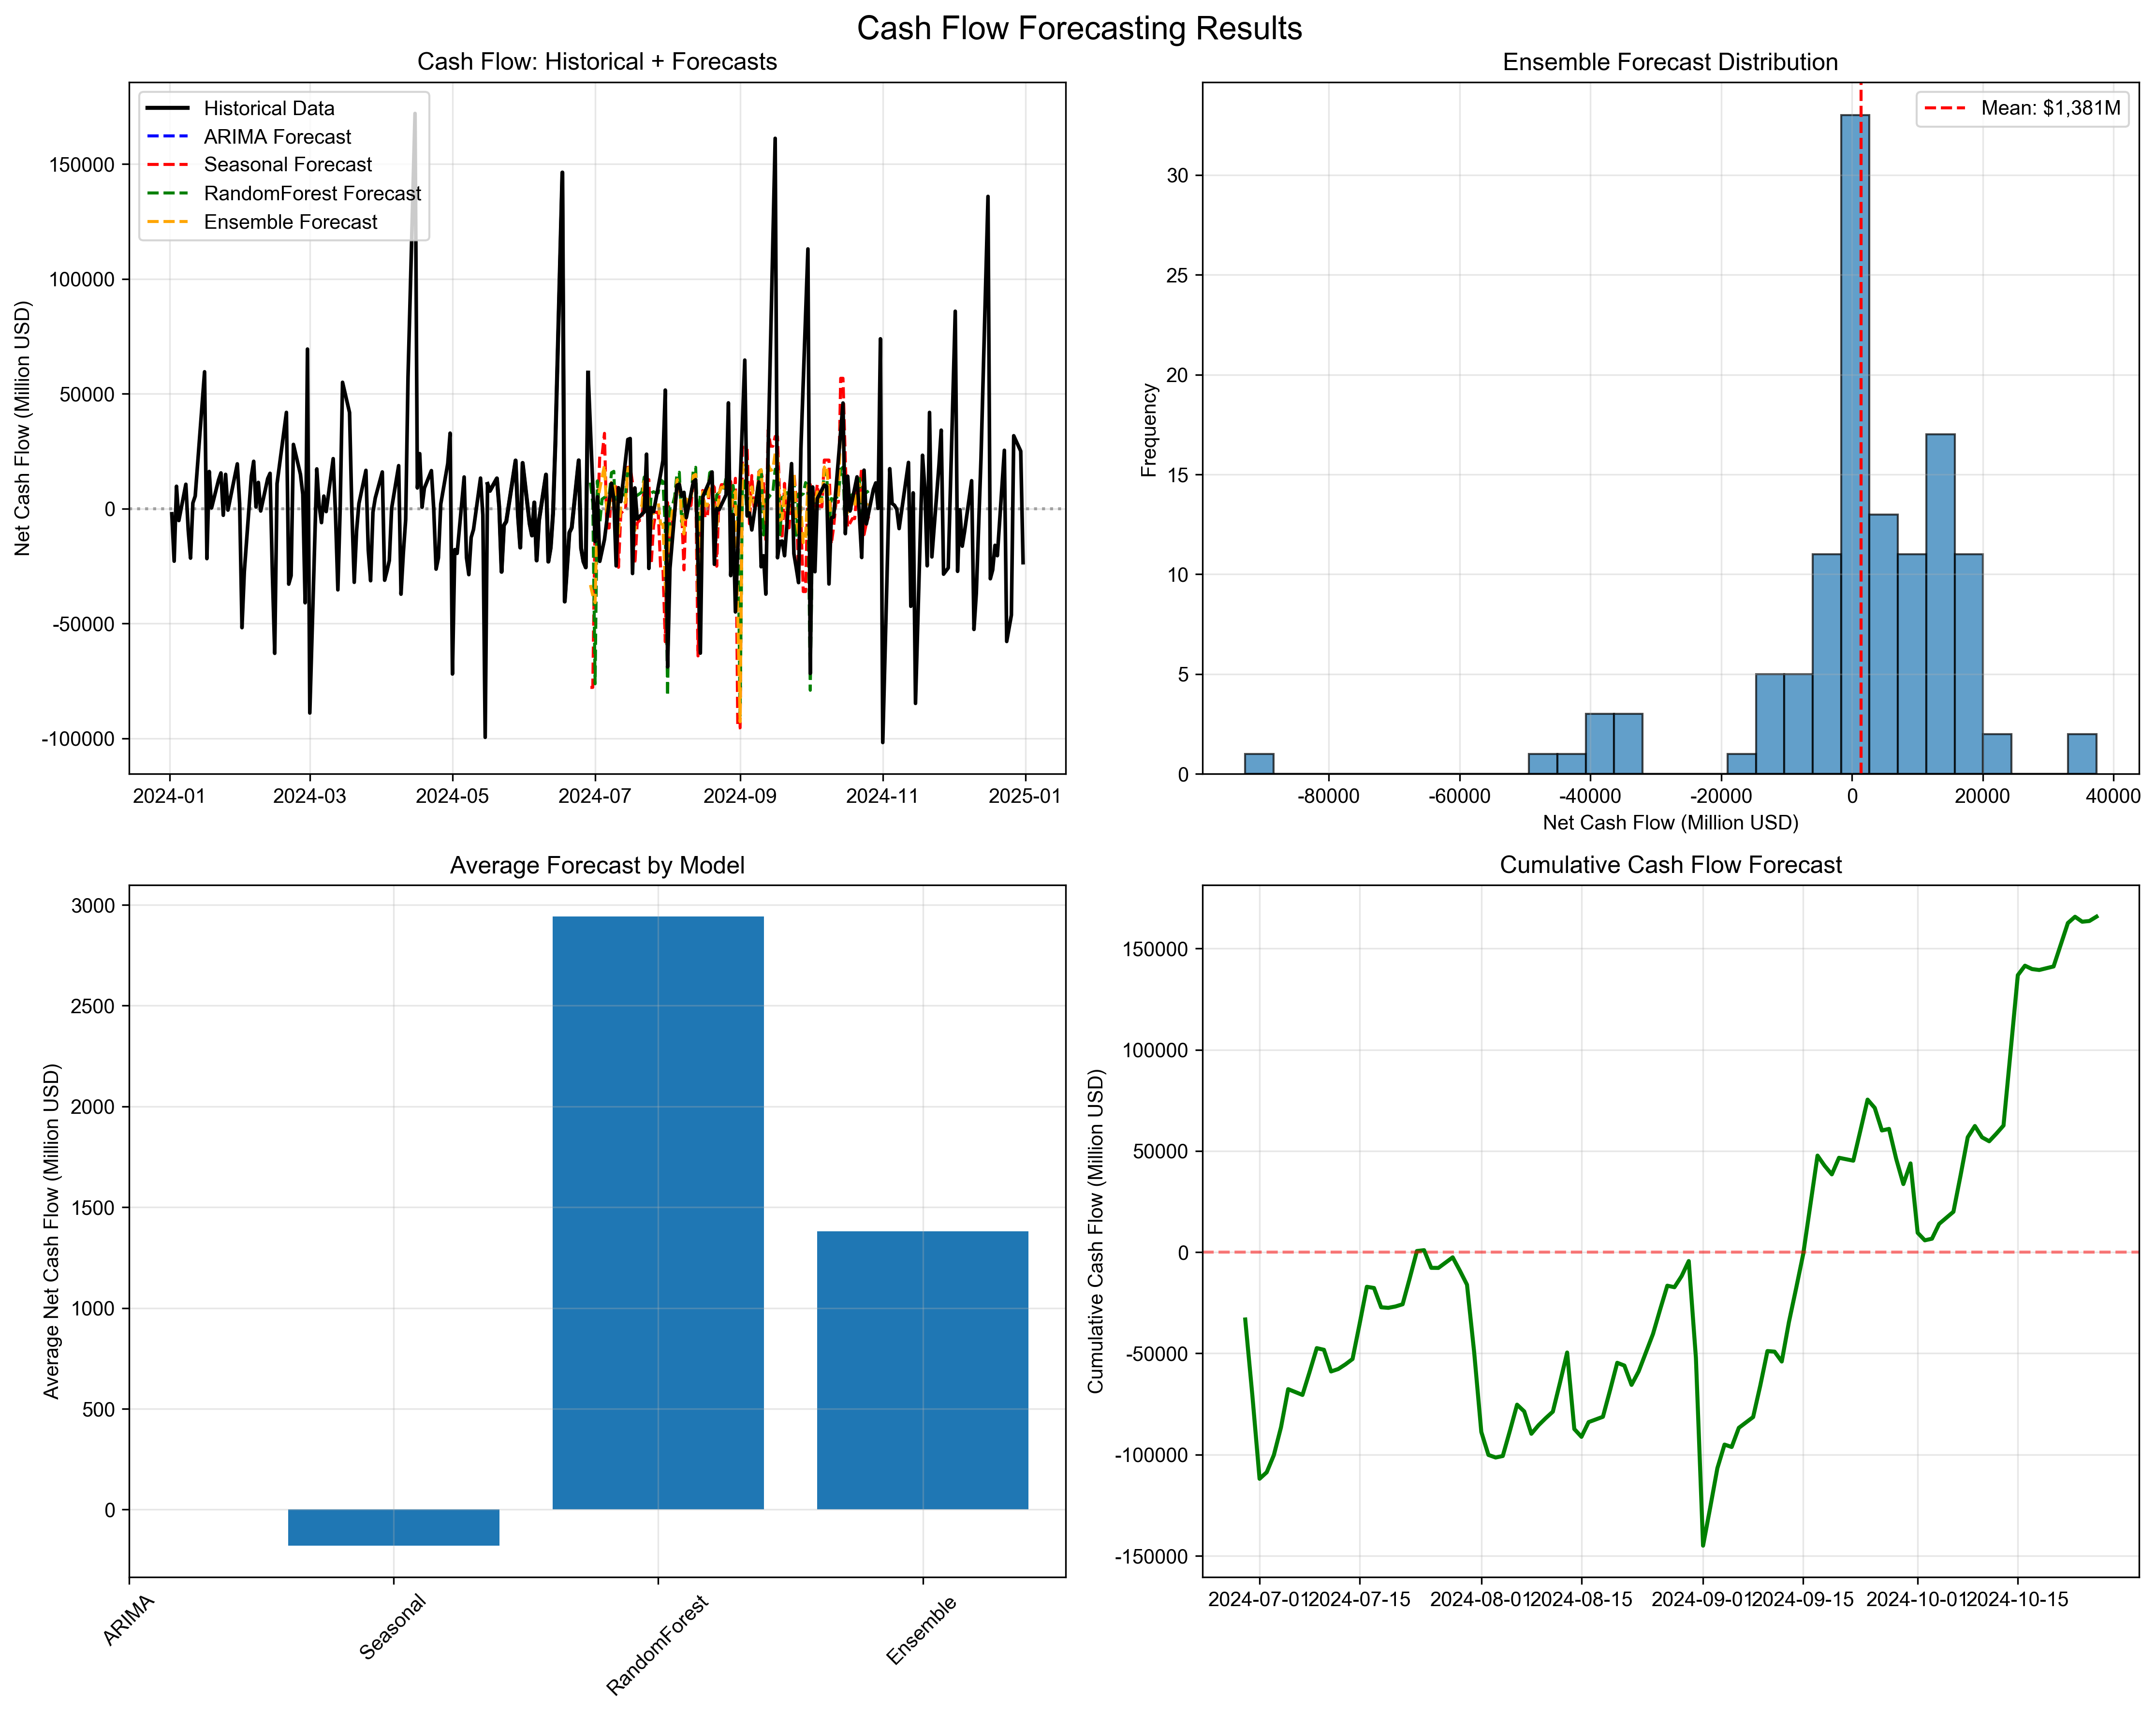 Cash Flow Forecasting Results
Cash Flow: Historical + Forecasts
Historical Data
ARIMA Forecast
Seasonal Forecast
RandomForest Forecast
Ensemble Forecast
Net Cash Flow (Million USD)
150000
100000
50000
0
-50000
-100000
2024-01
2024-03
2024-05
2024-07
2024-09
2024-11
2025-01
Ensemble Forecast Distribution
Mean: $1,381M
Frequency
30
25
20
15
10
5
0
-80000
-60000
-40000
-20000
0
20000
40000
Net Cash Flow (Million USD)
Average Forecast by Model
Average Net Cash Flow (Million USD)
3000
2500
2000
1500
1000
500
0
ARIMA
Seasonal
RandomForest
Ensemble
Cumulative Cash Flow Forecast
Cumulative Cash Flow (Million USD)
150000
100000
50000
0
-50000
-100000
-150000
2024-07-01
2024-07-15
2024-08-01
2024-08-15
2024-09-01
2024-09-15
2024-10-01
2024-10-15